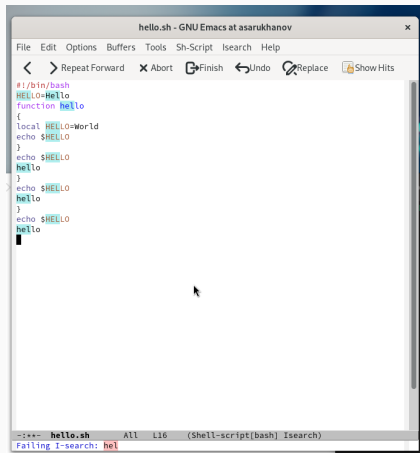 hello.sh - GNU Emacs at asarukhanov ×
File Edit Options Buffers Tools Sh-Script Isearch Help
Repeat Forward Abort Finish Undo Replace Show Hits
#!/bin/bash
HELLO=Hello
function hello
{
local HELLO=World
echo $HELLO
}
echo $HELLO
hello
}
echo $HELLO
hello
}
echo $HELLO
hello
-:**- hello.sh All L16 (Shell-script[bash] Isearch)
Failing I-search: hel